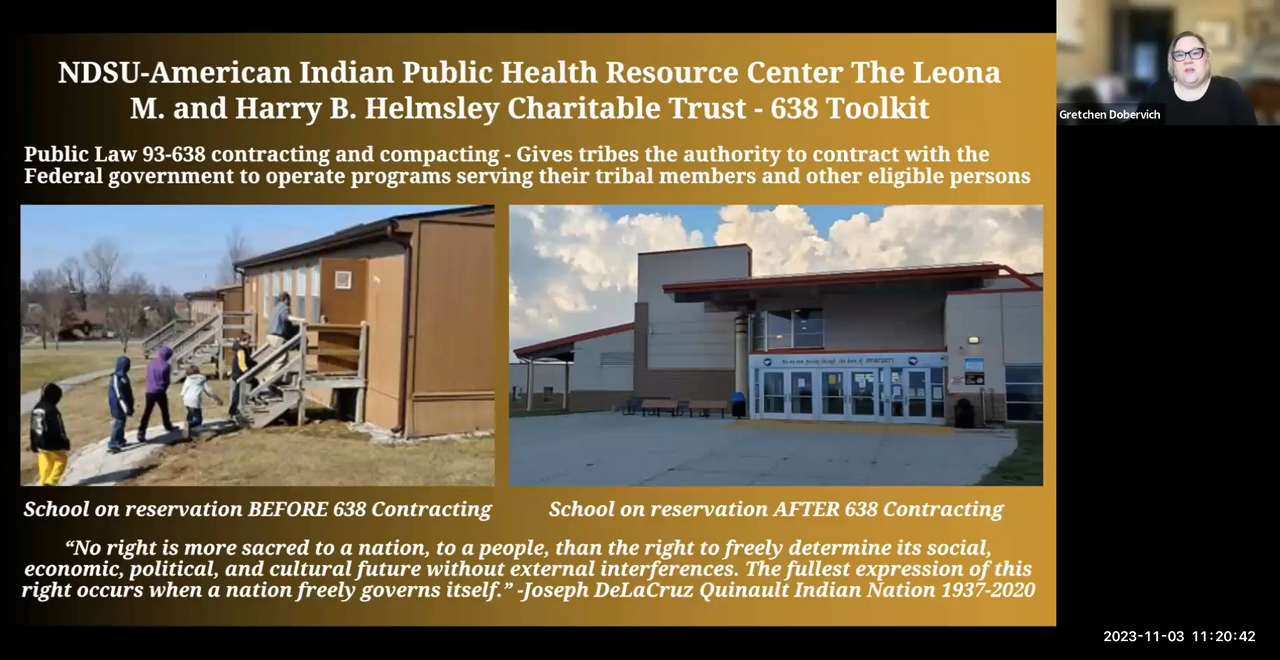 NDSU-American Indian Public Health Resource Center The Leona
M. and Harry B. Helmsley Charitable Trust - 638 Toolkit
Public Law 93-638 contracting and compacting - Gives tribes the authority to contract with the
Federal government to operate programs serving their tribal members and other eligible persons
School on reservation BEFORE 638 Contracting
School on reservation AFTER 638 Contracting
“No right is more sacred to a nation, to a people, than the right to freely determine its social,
economic, political, and cultural future without external interferences. The fullest expression of this
right occurs when a nation freely governs itself.” -Joseph DeLaCruz Quinault Indian Nation 1937-2020
Gretchen Dobervich
2023-11-03 11:20:42